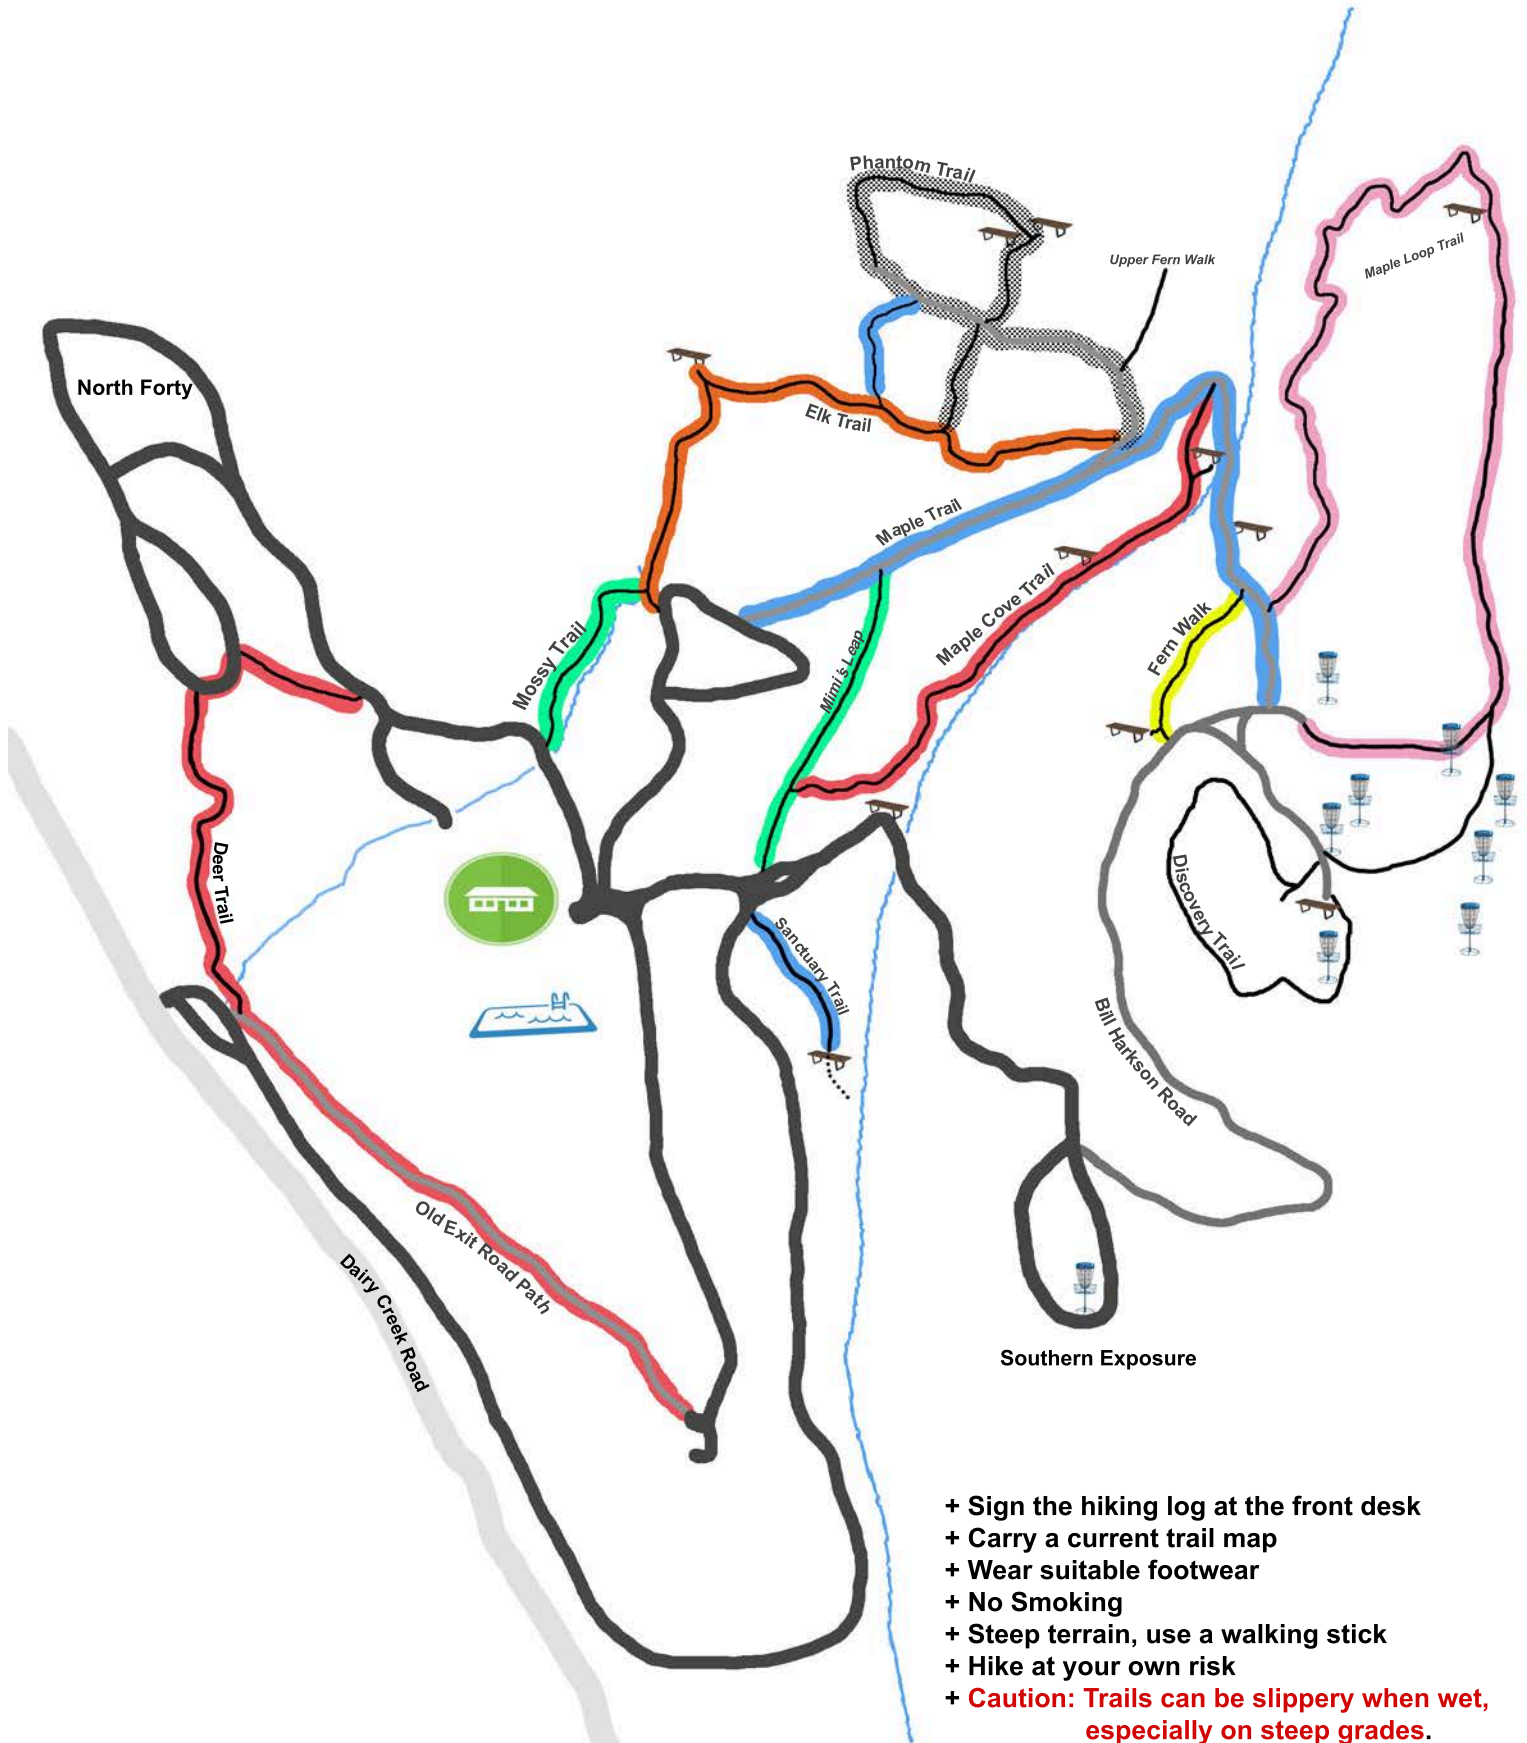 Phantom Trail
Upper Fern Walk
Maple Loop Trail
North Forty
Elk Trail
Maple Trail
Mossy Trail
Maple Cove Trail
Fern Walk
Mimi's Leap
Deer Trail
Discovery Trail
Sanctuary Trail
Bill Harkson Road
Old Exit Road Path
Dairy Creek Road
Southern Exposure
+ Sign the hiking log at the front desk
+ Carry a current trail map
+ Wear suitable footwear
+ No Smoking
+ Steep terrain, use a walking stick
+ Hike at your own risk
+ Caution: Trails can be slippery when wet,
especially on steep grades.